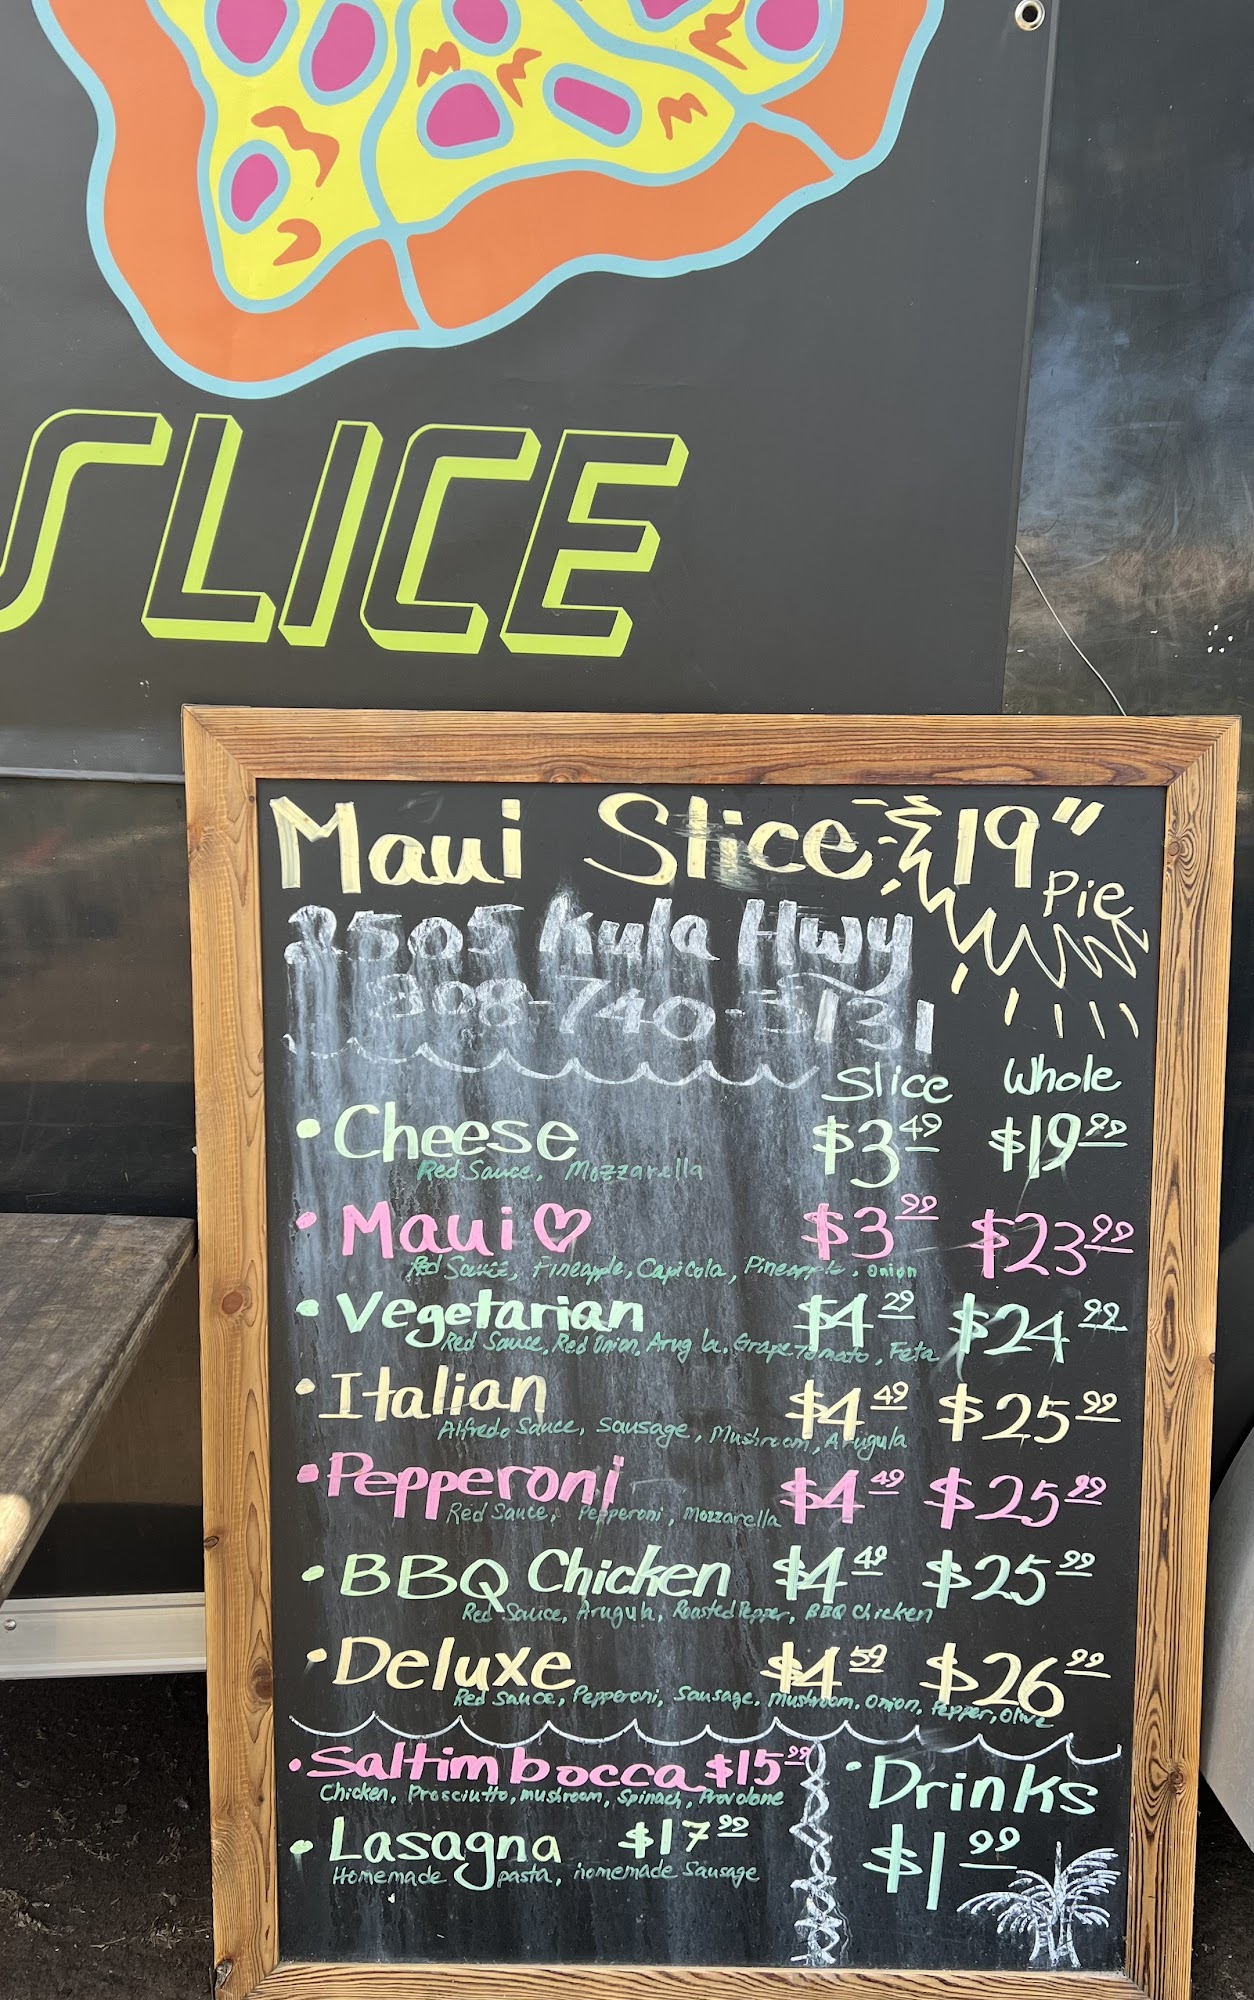 SLICE
Maui Slice 19" Pie
2505 Kula Hwy
808-740-3131
Slice Whole
• Cheese $3.49 $19.99
Red Sauce, Mozzarella
• Maui ♡ $3.99 $23.99
Red Sauce, Pineapple, Capicola, Pineapple, onion
• Vegetarian $4.29 $24.99
Red Sauce, Red Onion, Arugula, Grape Tomato, Feta
• Italian $4.49 $25.99
Alfredo Sauce, Sausage, Mushroom, Arugula
• Pepperoni $4.49 $25.99
Red Sauce, Pepperoni, Mozzarella
• BBQ Chicken $4.49 $25.99
Red Sauce, Arugula, Roasted Pepper, BBQ Chicken
• Deluxe $4.59 $26.99
Red Sauce, Pepperoni, Sausage, Mushroom, Onion, Pepper, Olive
• Saltimbocca $15.99
Chicken, Prosciutto, mushroom, Spinach, Provolone
• Lasagna $17.99
Homemade pasta, homemade Sausage
• Drinks
$1.99